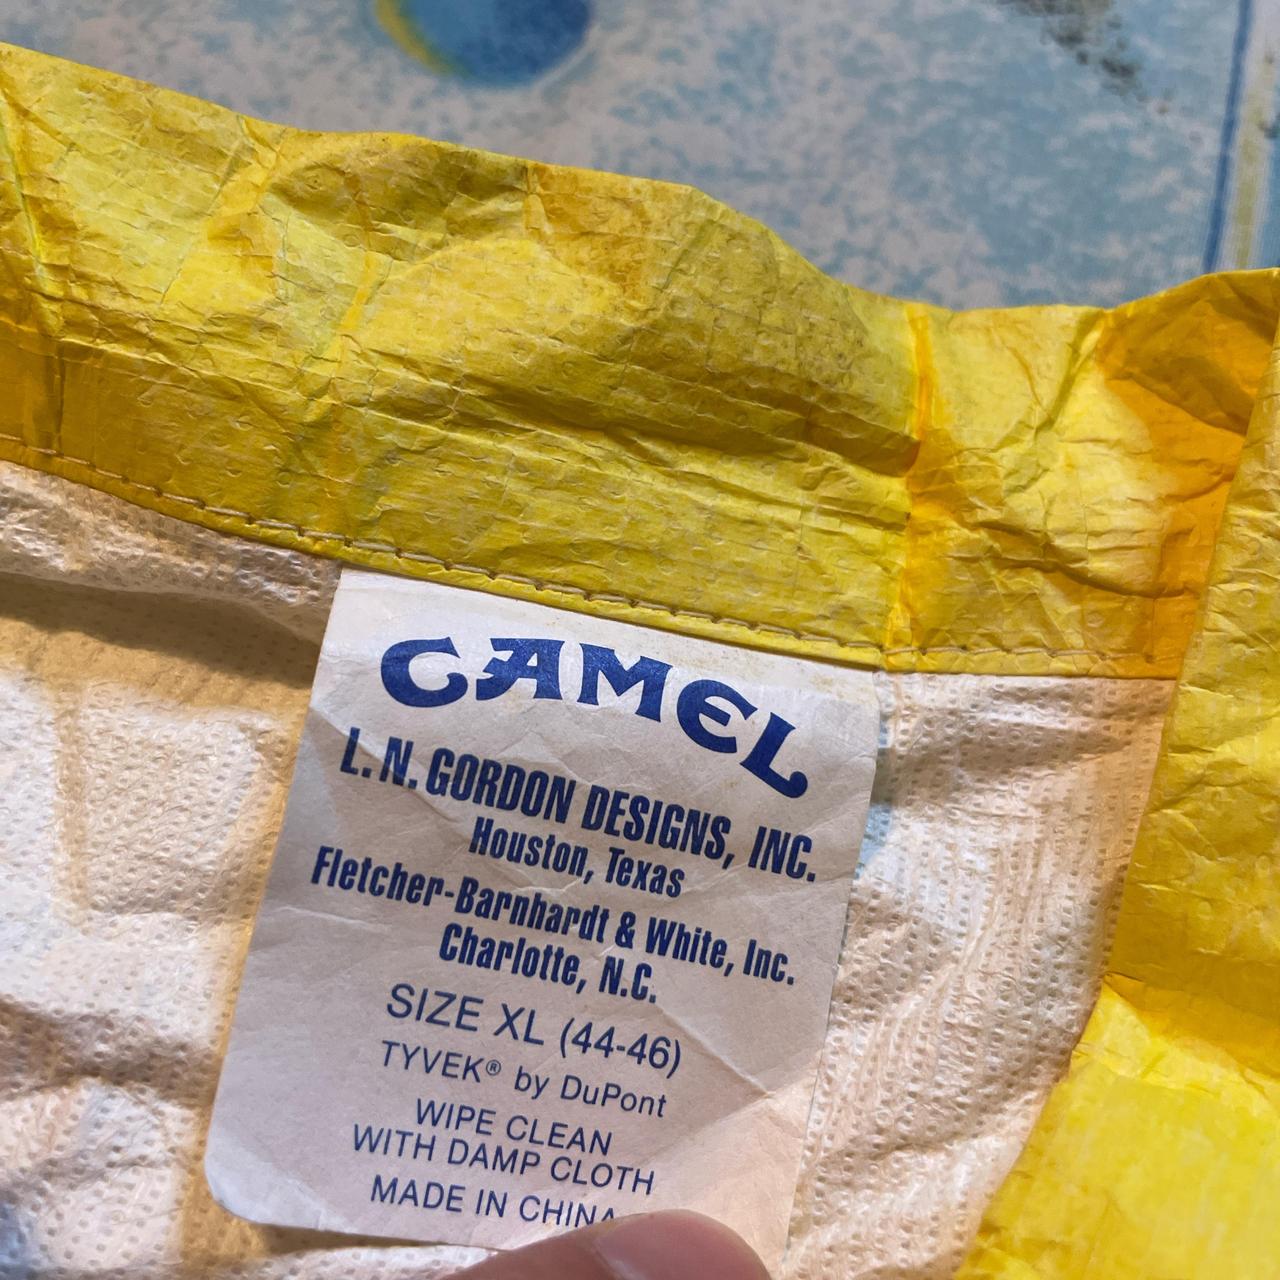 CAMEL
L.N. GORDON DESIGNS, INC.
Houston, Texas
Fletcher-Barnhardt & White, Inc.
Charlotte, N.C.
SIZE XL (44-46)
TYVEK® by DuPont
WIPE CLEAN
WITH DAMP CLOTH
MADE IN CHINA